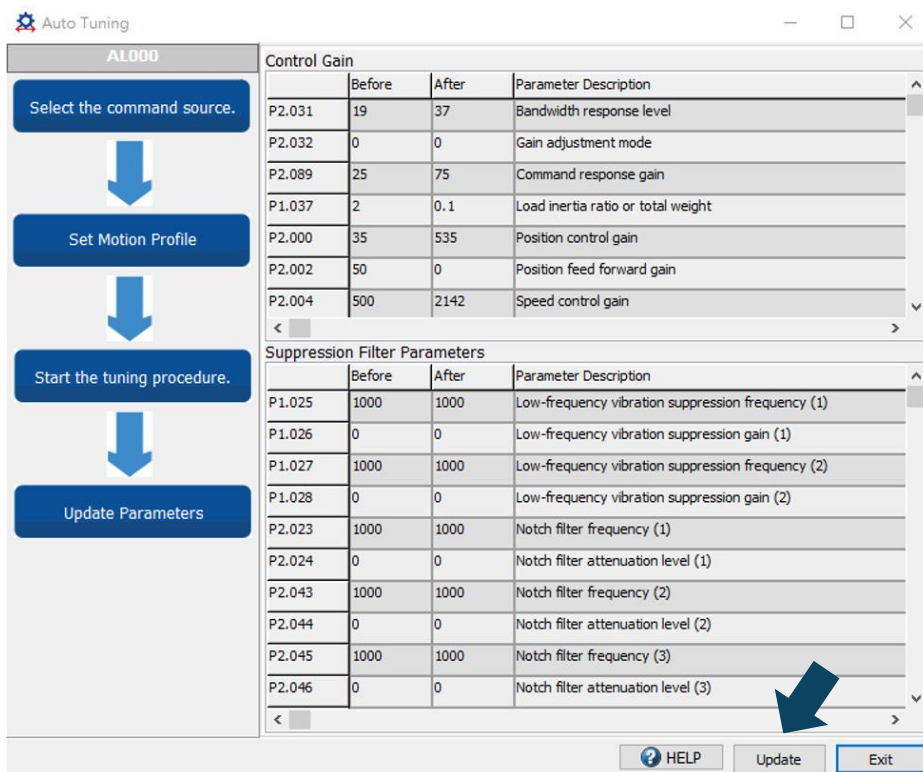 Auto Tuning
AL000
Select the command source.
Set Motion Profile
Start the tuning procedure.
Update Parameters
Control Gain
Before After Parameter Description
P2.031 19 37 Bandwidth response level
P2.032 0 0 Gain adjustment mode
P2.089 25 75 Command response gain
P1.037 2 0.1 Load inertia ratio or total weight
P2.000 35 535 Position control gain
P2.002 50 0 Position feed forward gain
P2.004 500 2142 Speed control gain
Suppression Filter Parameters
Before After Parameter Description
P1.025 1000 1000 Low-frequency vibration suppression frequency (1)
P1.026 0 0 Low-frequency vibration suppression gain (1)
P1.027 1000 1000 Low-frequency vibration suppression frequency (2)
P1.028 0 0 Low-frequency vibration suppression gain (2)
P2.023 1000 1000 Notch filter frequency (1)
P2.024 0 0 Notch filter attenuation level (1)
P2.043 1000 1000 Notch filter frequency (2)
P2.044 0 0 Notch filter attenuation level (2)
P2.045 1000 1000 Notch filter frequency (3)
P2.046 0 0 Notch filter attenuation level (3)
? HELP Update Exit